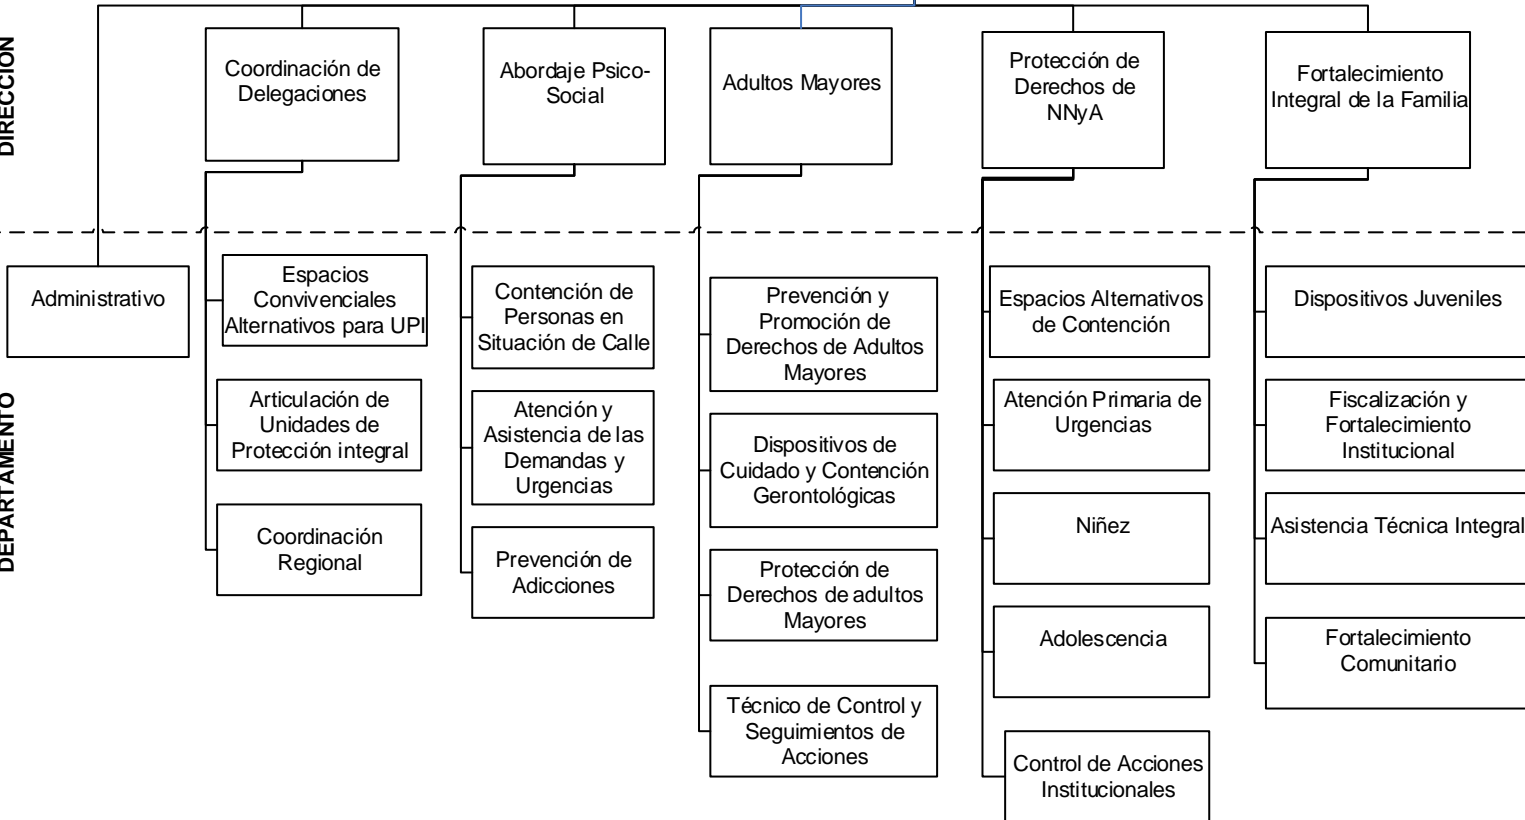 DIRECCIÓN
Coordinación de
Delegaciones
Abordaje Psico-
Social
Adultos Mayores
Protección de
Derechos de
NNyA
Fortalecimiento
Integral de la Familia
DEPARTAMENTO
Administrativo
Espacios
Convivenciales
Alternativos para UPI
Articulación de
Unidades de
Protección integral
Coordinación
Regional
Contención de
Personas en
Situación de Calle
Atención y
Asistencia de las
Demandas y
Urgencias
Prevención de
Adicciones
Prevención y
Promoción de
Derechos de Adultos
Mayores
Dispositivos de
Cuidado y Contención
Gerontológicas
Protección de
Derechos de adultos
Mayores
Técnico de Control y
Seguimientos de
Acciones
Espacios Alternativos
de Contención
Atención Primaria de
Urgencias
Niñez
Adolescencia
Control de Acciones
Institucionales
Dispositivos Juveniles
Fiscalización y
Fortalecimiento
Institucional
Asistencia Técnica Integral
Fortalecimiento
Comunitario